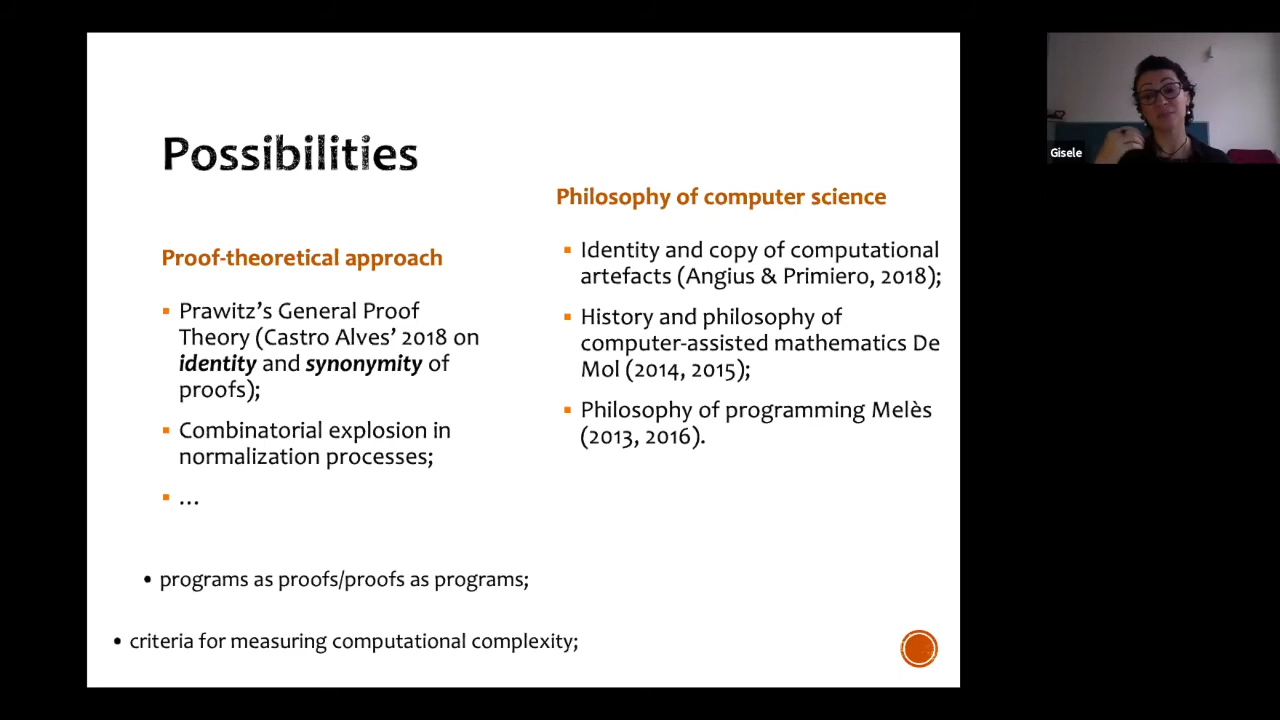 Possibilities
Proof-theoretical approach
▪ Prawitz’s General Proof
Theory (Castro Alves’ 2018 on
identity and synonymity of
proofs);
▪ Combinatorial explosion in
normalization processes;
▪ …
Philosophy of computer science
▪ Identity and copy of computational
artefacts (Angius & Primiero, 2018);
▪ History and philosophy of
computer-assisted mathematics De
Mol (2014, 2015);
▪ Philosophy of programming Melès
(2013, 2016).
• programs as proofs/proofs as programs;
• criteria for measuring computational complexity;
Gisele